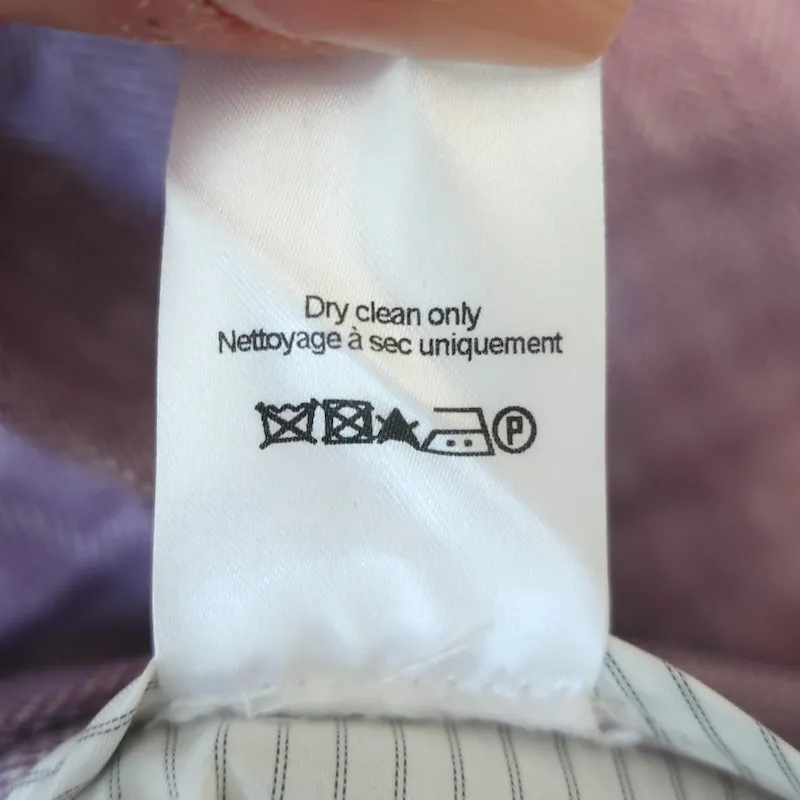 Dry clean only
Nettoyage à sec uniquement
P